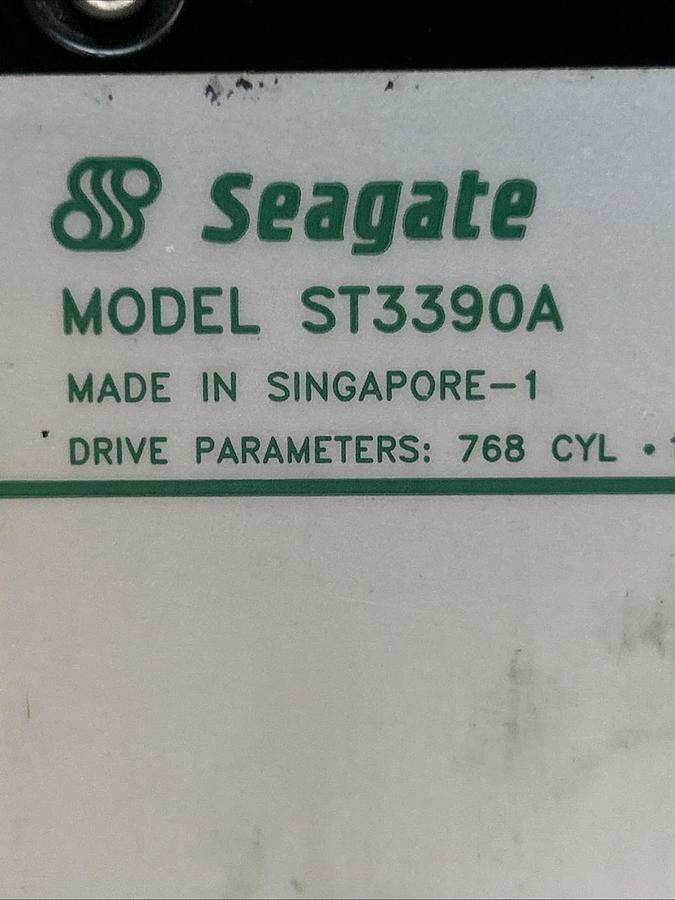 Seagate
MODEL ST3390A
MADE IN SINGAPORE-1
DRIVE PARAMETERS: 768 CYL •